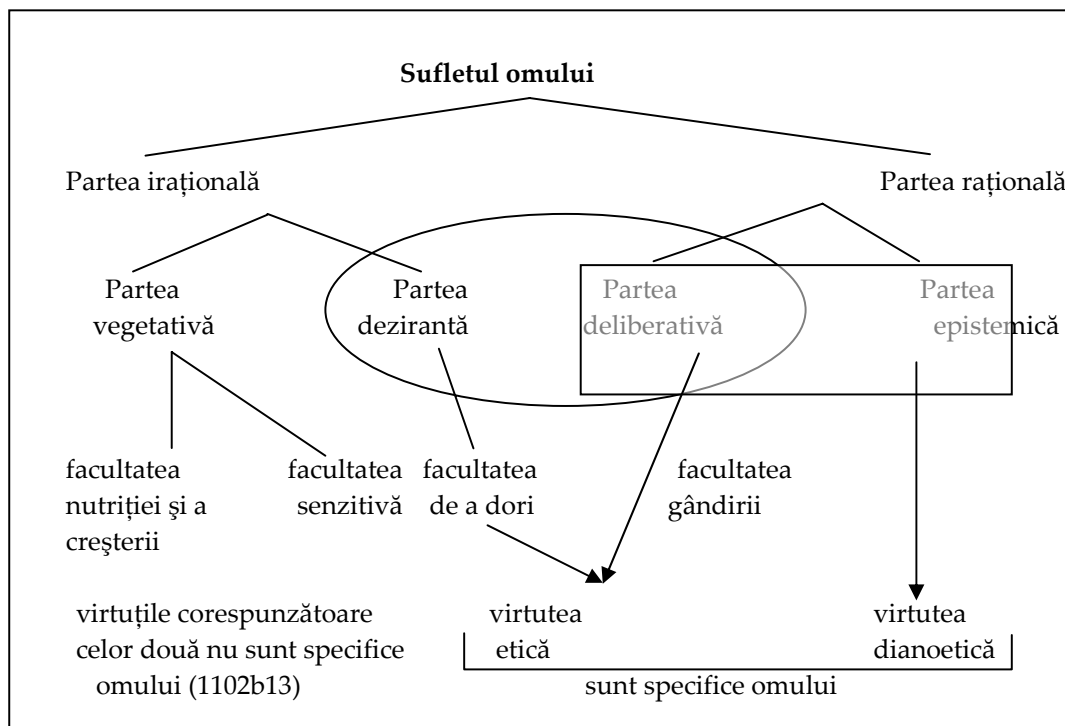 Sufletul omului
Partea irațională
Partea rațională
Partea
vegetativă
Partea
dezirantă
Partea
deliberativă
Partea
epistemică
facultatea
nutriției şi a
creşterii
facultatea
senzitivă
facultatea
de a dori
facultatea
gândirii
virtuțile corespunzătoare
celor două nu sunt specifice
omului (1102b13)
virtutea
etică
virtutea
dianoetică
sunt specifice omului